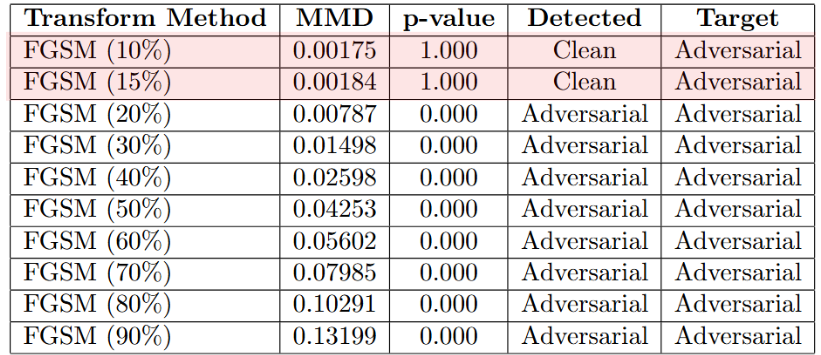 Transform Method MMD p-value Detected Target
FGSM (10%) 0.00175 1.000 Clean Adversarial
FGSM (15%) 0.00184 1.000 Clean Adversarial
FGSM (20%) 0.00787 0.000 Adversarial Adversarial
FGSM (30%) 0.01498 0.000 Adversarial Adversarial
FGSM (40%) 0.02598 0.000 Adversarial Adversarial
FGSM (50%) 0.04253 0.000 Adversarial Adversarial
FGSM (60%) 0.05602 0.000 Adversarial Adversarial
FGSM (70%) 0.07985 0.000 Adversarial Adversarial
FGSM (80%) 0.10291 0.000 Adversarial Adversarial
FGSM (90%) 0.13199 0.000 Adversarial Adversarial